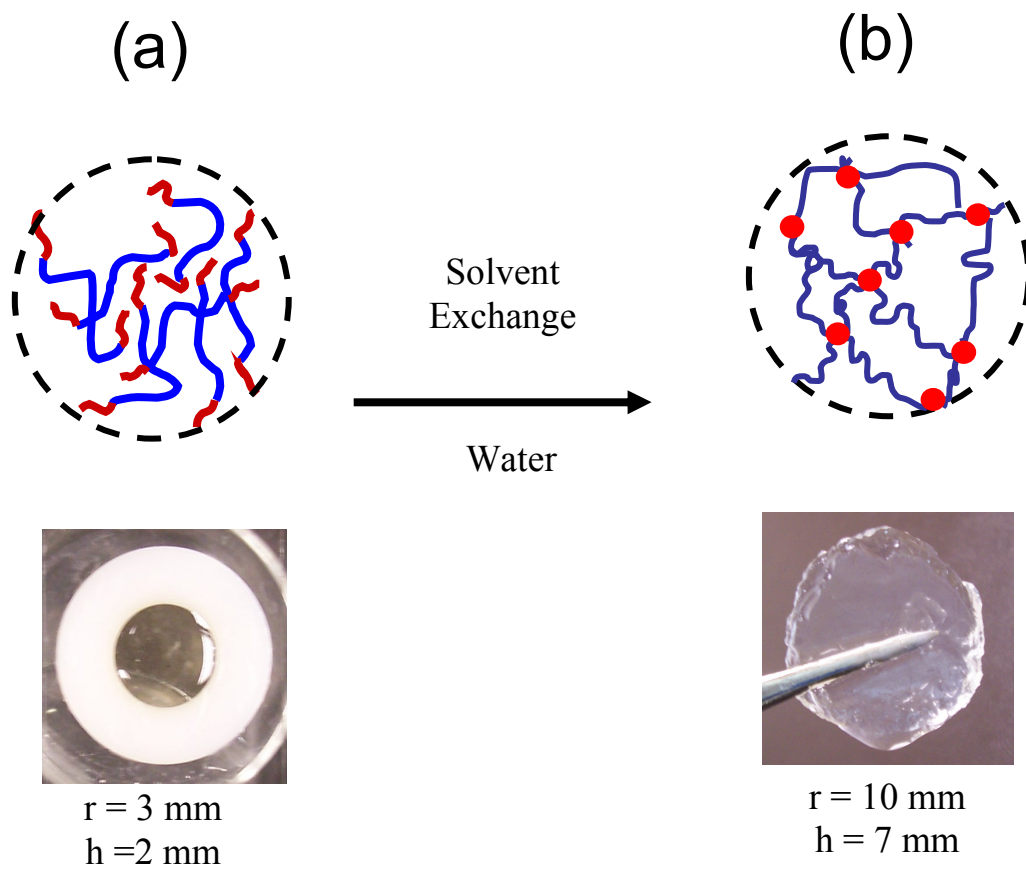 (a)
(b)
Solvent
Exchange
Water
r = 3 mm
h =2 mm
r = 10 mm
h = 7 mm